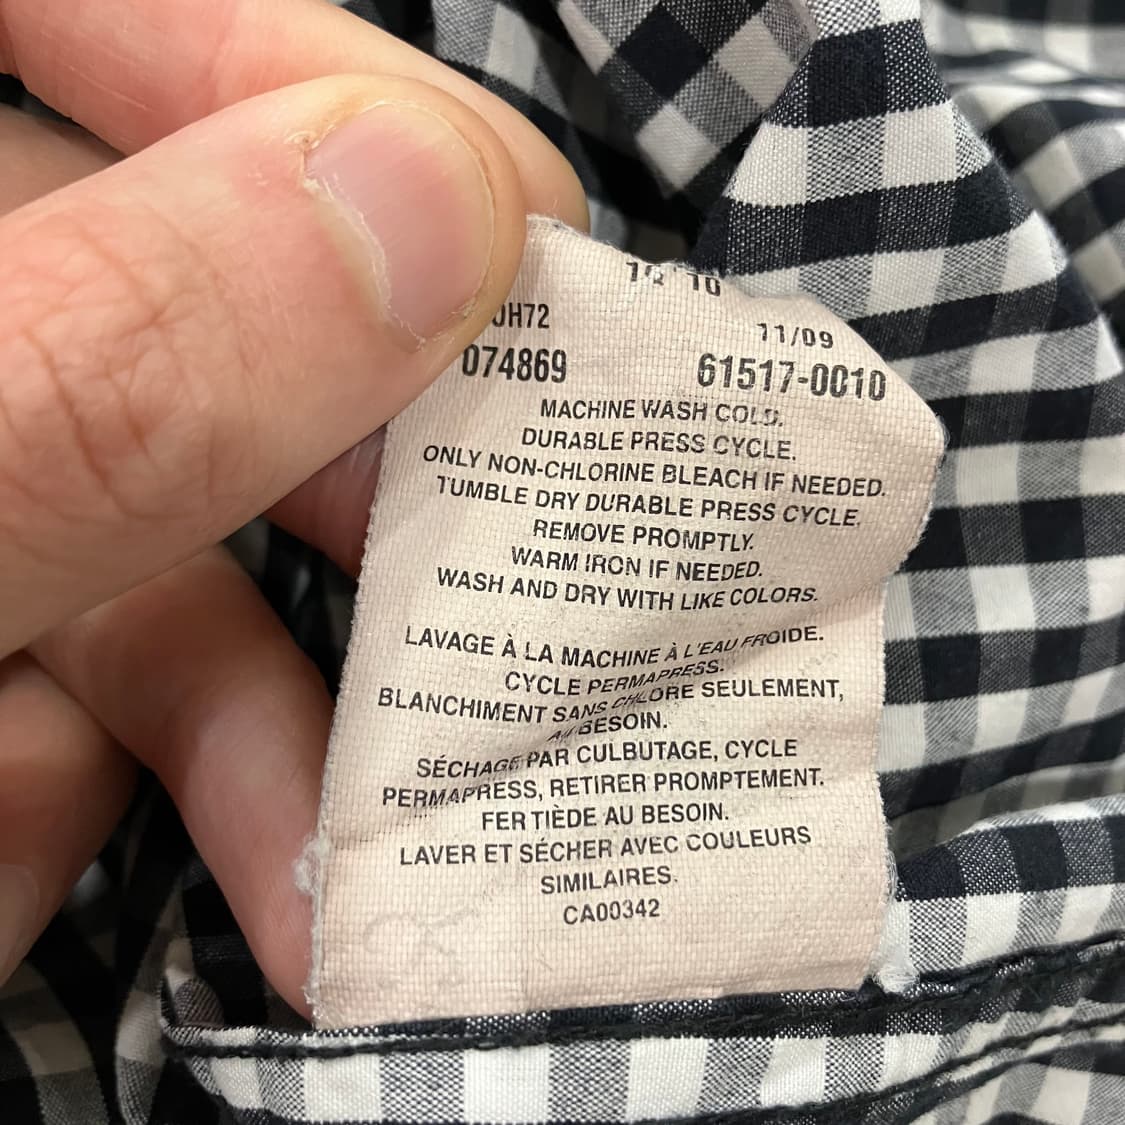 10
JH72
11/09
074869
61517-0010
MACHINE WASH COLD.
DURABLE PRESS CYCLE.
ONLY NON-CHLORINE BLEACH IF NEEDED.
TUMBLE DRY DURABLE PRESS CYCLE.
REMOVE PROMPTLY.
WARM IRON IF NEEDED.
WASH AND DRY WITH LIKE COLORS.
LAVAGE À LA MACHINE À L'EAU FROIDE.
CYCLE PERMAPRESS.
BLANCHIMENT SANS CHLORE SEULEMENT,
AU BESOIN.
SÉCHAGE PAR CULBUTAGE, CYCLE
PERMAPRESS, RETIRER PROMPTEMENT.
FER TIÈDE AU BESOIN.
LAVER ET SÉCHER AVEC COULEURS
SIMILAIRES.
CA00342